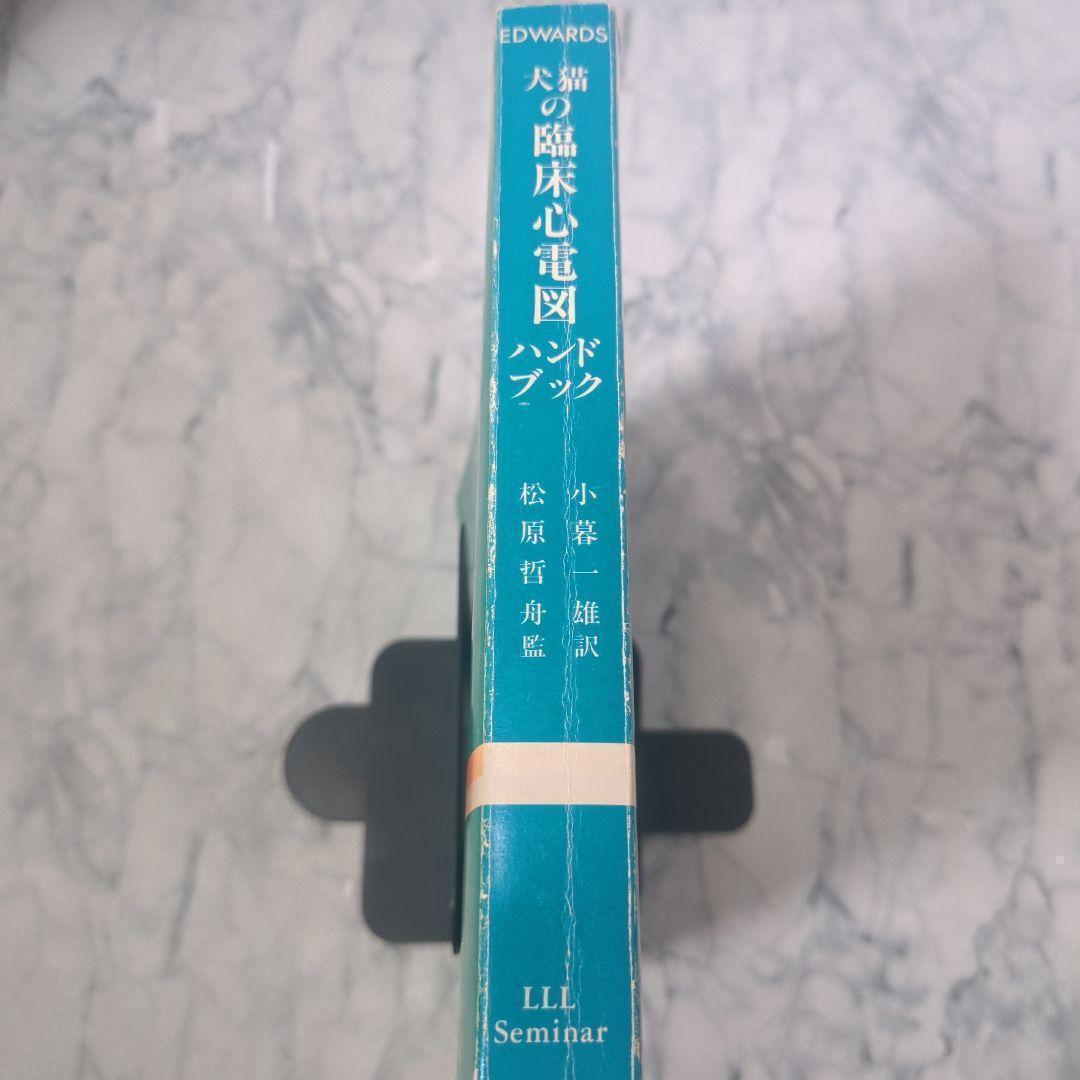 EDWARDS
犬猫
の
臨床心電図
ハンド
ブック
小暮一雄訳
松原哲舟監
LLL
Seminar